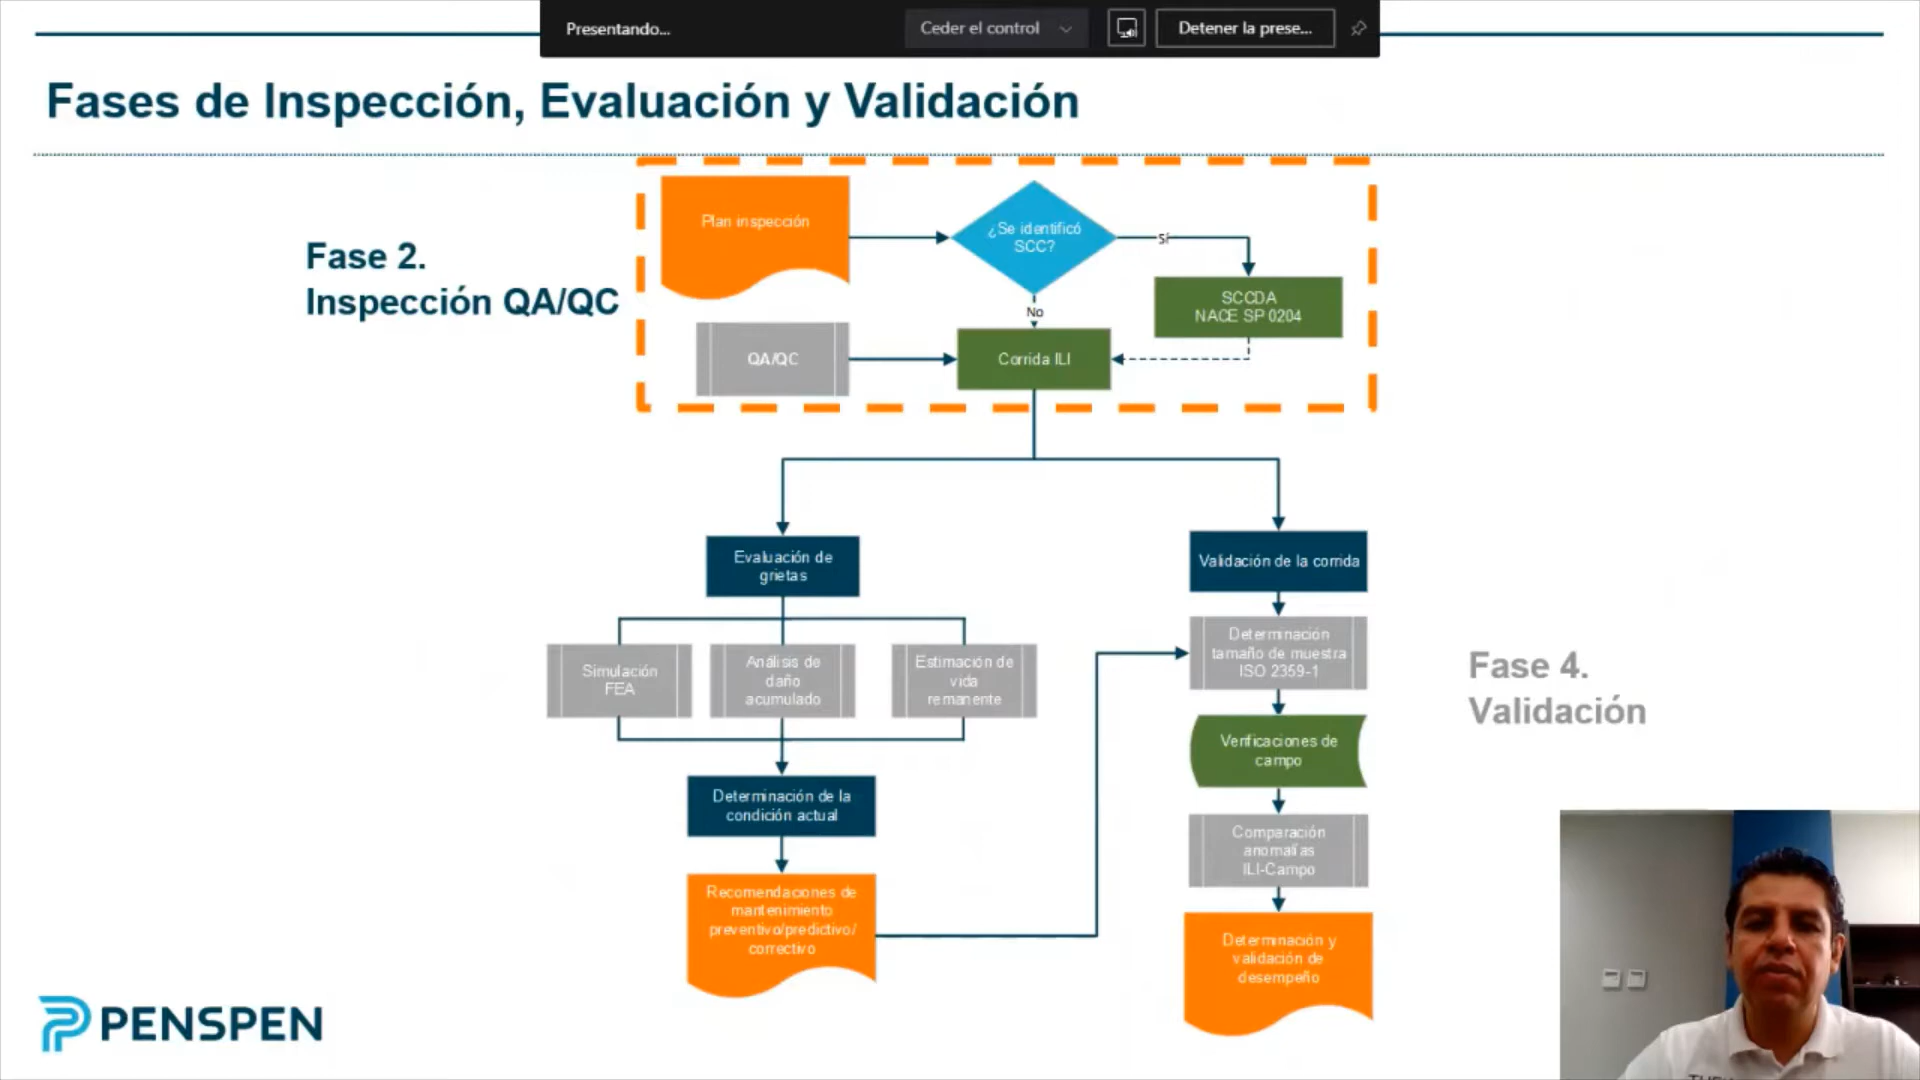 Presentando...
Ceder el control
Detener la prese...
Fases de Inspección, Evaluación y Validación
Fase 2.
Inspección QA/QC
Plan inspección
¿Se identificó
SCC?
Sí
SCCDA
NACE SP 0204
No
QA/QC
Corrida ILI
Evaluación de
grietas
Validación de la corrida
Simulación
FEA
Análisis de
daño
acumulado
Estimación de
vida
remanente
Determinación
tamaño de muestra
ISO 2359-1
Fase 4.
Validación
Verificaciones de
campo
Determinación de la
condición actual
Comparación
anomalías
ILI-Campo
Recomendaciones de
mantenimiento
preventivo/predictivo/
correctivo
Determinación y
validación de
desempeño
PENSPEN